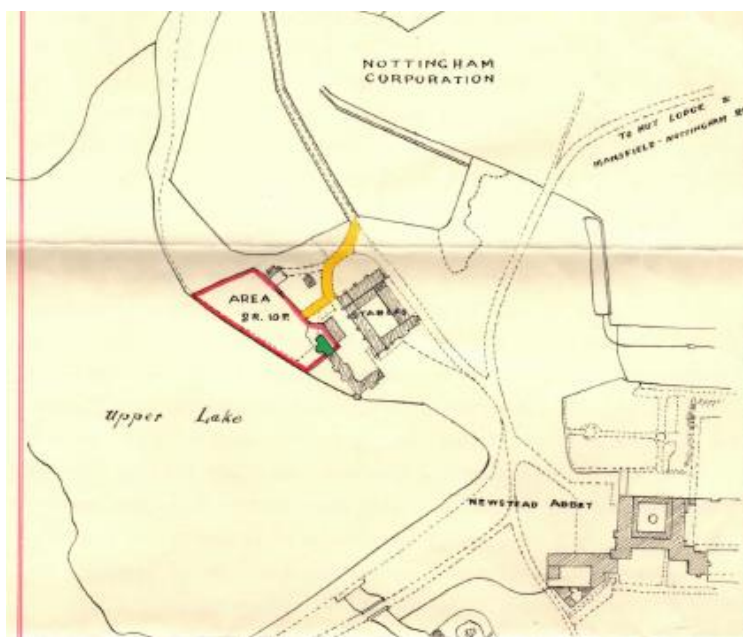 NOTTINGHAM
CORPORATION
TO HUT LODGE &
MANSFIELD - NOTTINGHAM R
AREA
2R. 10P.
STABLES
Upper Lake
NEWSTEAD ABBEY